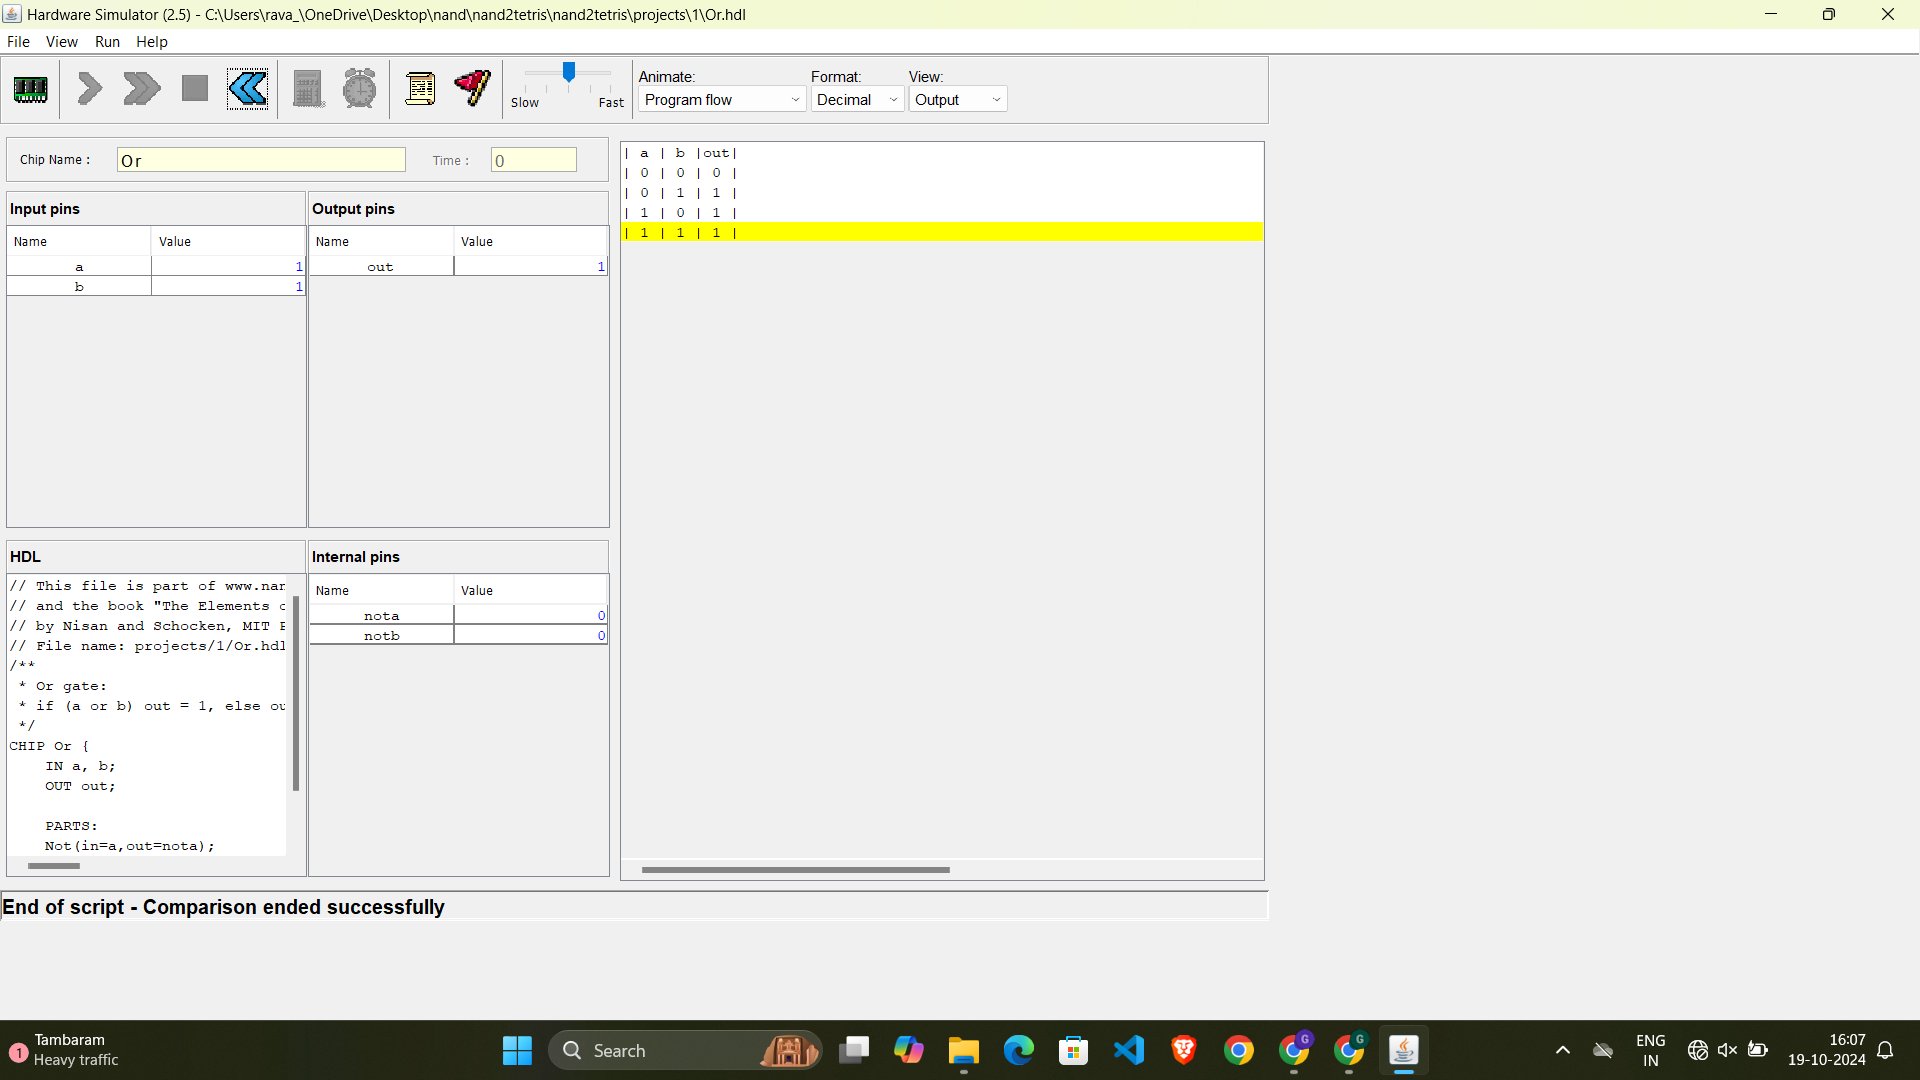 Hardware Simulator (2.5) - C:\Users\rava_\OneDrive\Desktop\nand\nand2tetris\nand2tetris\projects\1\Or.hdl
File View Run Help
Slow Fast
Animate: Format: View:
Program flow Decimal Output
Chip Name : Or Time : 0
Input pins
Name Value
a 1
b 1
Output pins
Name Value
out 1
| a | b |out|
| 0 | 0 | 0 |
| 0 | 1 | 1 |
| 1 | 0 | 1 |
| 1 | 1 | 1 |
HDL
// This file is part of www.nan
// and the book "The Elements o
// by Nisan and Schocken, MIT P
// File name: projects/1/Or.hdl
/**
* Or gate:
* if (a or b) out = 1, else ou
*/
CHIP Or {
IN a, b;
OUT out;
PARTS:
Not(in=a,out=nota);
Internal pins
Name Value
nota 0
notb 0
End of script - Comparison ended successfully
1
Tambaram
Heavy traffic
Search
G
G
ENG
IN
16:07
19-10-2024